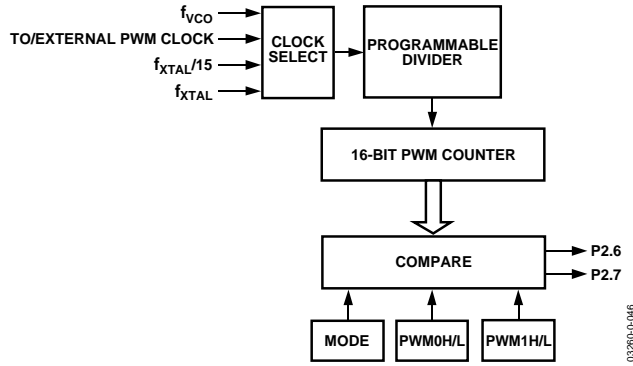 fVCO
TO/EXTERNAL PWM CLOCK
fXTAL/15
fXTAL
CLOCK
SELECT
PROGRAMMABLE
DIVIDER
16-BIT PWM COUNTER
COMPARE
P2.6
P2.7
MODE
PWM0H/L
PWM1H/L
03260-0-046